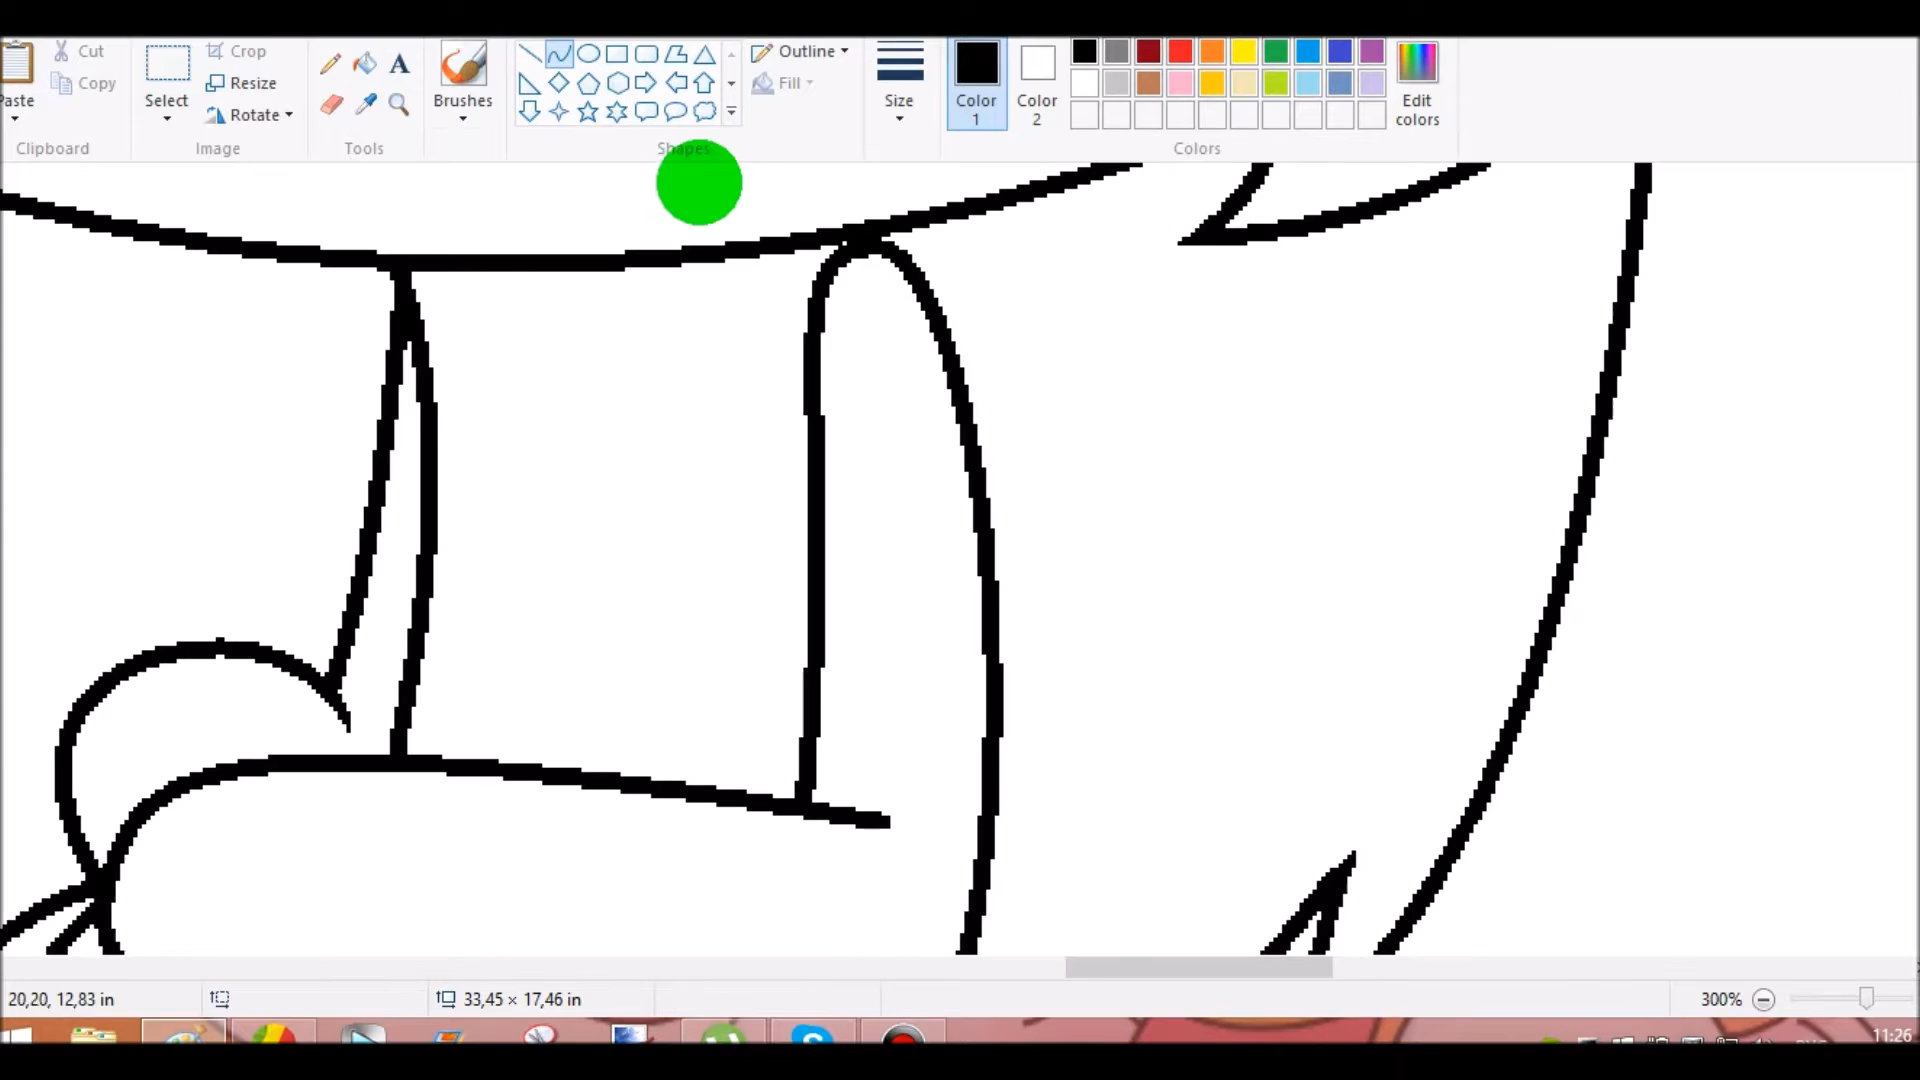 Cut
Crop
Outline
Copy
Resize
Fill
Paste
Select
Rotate
Brushes
Size
Color
1
Color
2
Edit
colors
Clipboard
Image
Tools
Shapes
Colors
20,20, 12,83 in
33,45 × 17,46 in
300%
11:26